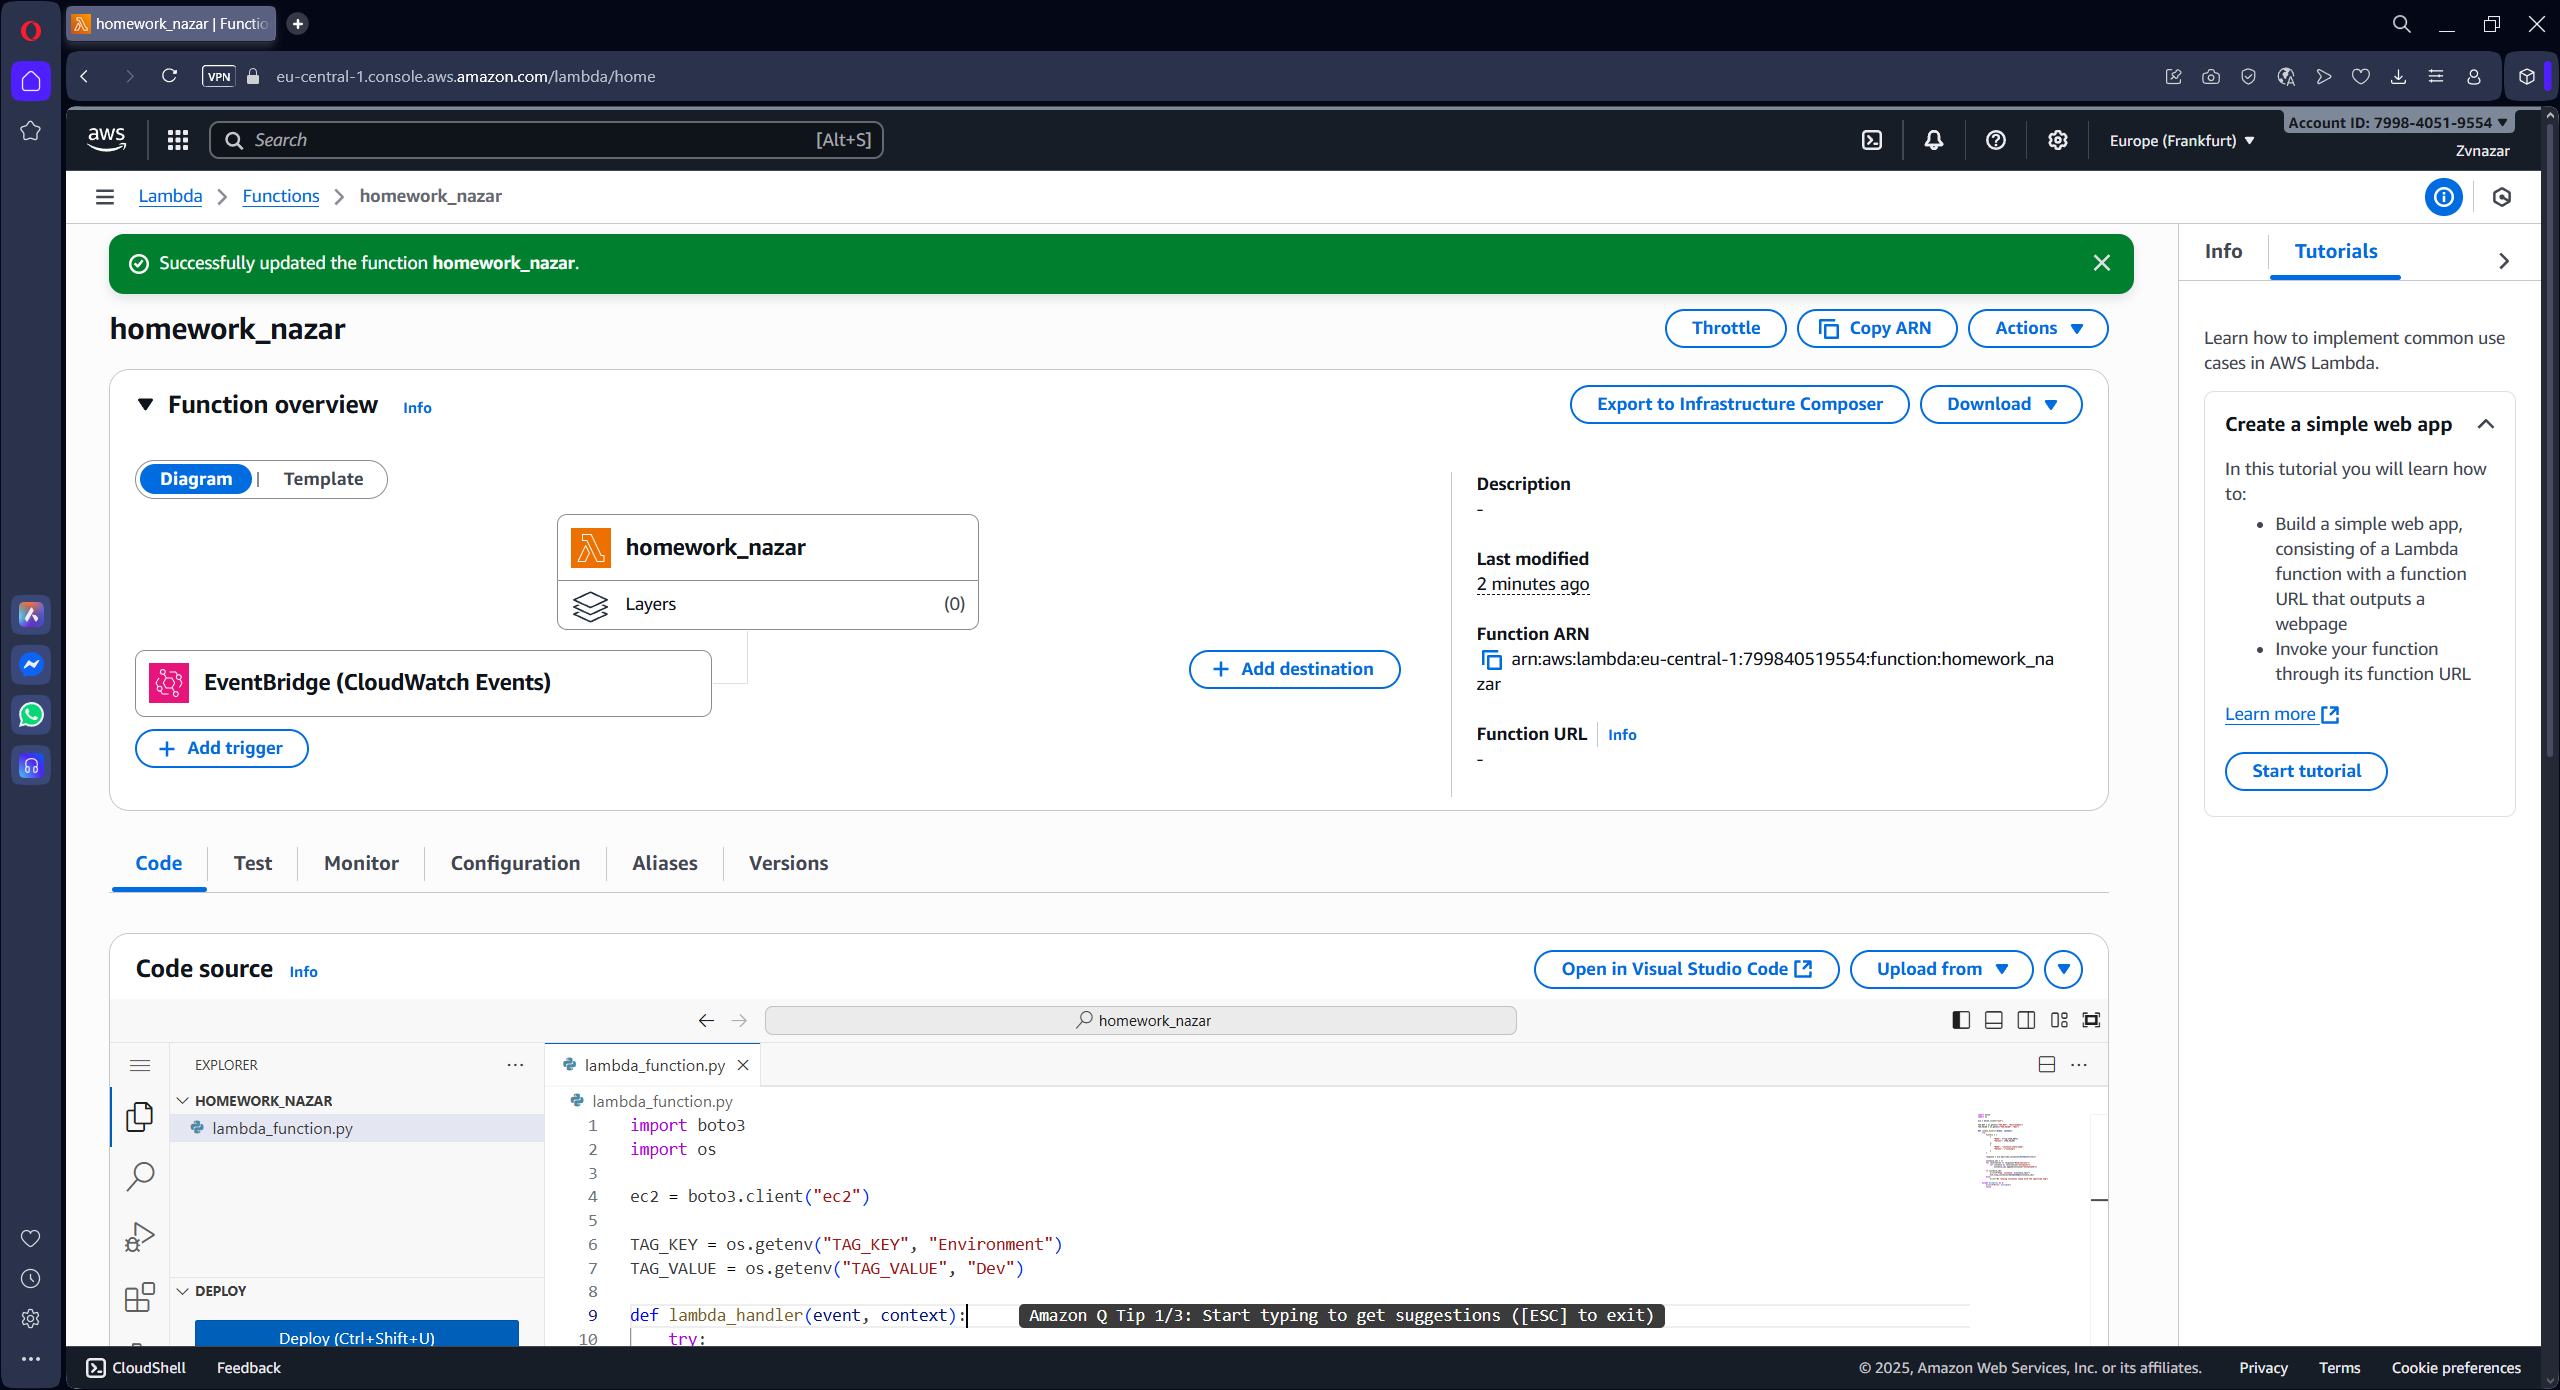 homework_nazar | Functio
VPN
eu-central-1.console.aws.amazon.com/lambda/home
aws
Search
[Alt+S]
Europe (Frankfurt)
Account ID: 7998-4051-9554
Zvnazar
Lambda
Functions
homework_nazar
Successfully updated the function homework_nazar.
homework_nazar
Throttle
Copy ARN
Actions
Function overview
Info
Export to Infrastructure Composer
Download
Diagram
Template
homework_nazar
Layers
(0)
EventBridge (CloudWatch Events)
Add trigger
Add destination
Description
-
Last modified
2 minutes ago
Function ARN
arn:aws:lambda:eu-central-1:799840519554:function:homework_na
zar
Function URL
Info
-
Info
Tutorials
Learn how to implement common use
cases in AWS Lambda.
Create a simple web app
In this tutorial you will learn how
to:
• Build a simple web app,
consisting of a Lambda
function with a function
URL that outputs a
webpage
• Invoke your function
through its function URL
Learn more
Start tutorial
Code
Test
Monitor
Configuration
Aliases
Versions
Code source
Info
Open in Visual Studio Code
Upload from
homework_nazar
EXPLORER
HOMEWORK_NAZAR
lambda_function.py
DEPLOY
Deploy (Ctrl+Shift+U)
lambda_function.py
lambda_function.py
1 import boto3
2 import os
3
4 ec2 = boto3.client("ec2")
5
6 TAG_KEY = os.getenv("TAG_KEY", "Environment")
7 TAG_VALUE = os.getenv("TAG_VALUE", "Dev")
8
9 def lambda_handler(event, context):
Amazon Q Tip 1/3: Start typing to get suggestions ([ESC] to exit)
10 try:
CloudShell
Feedback
© 2025, Amazon Web Services, Inc. or its affiliates.
Privacy
Terms
Cookie preferences